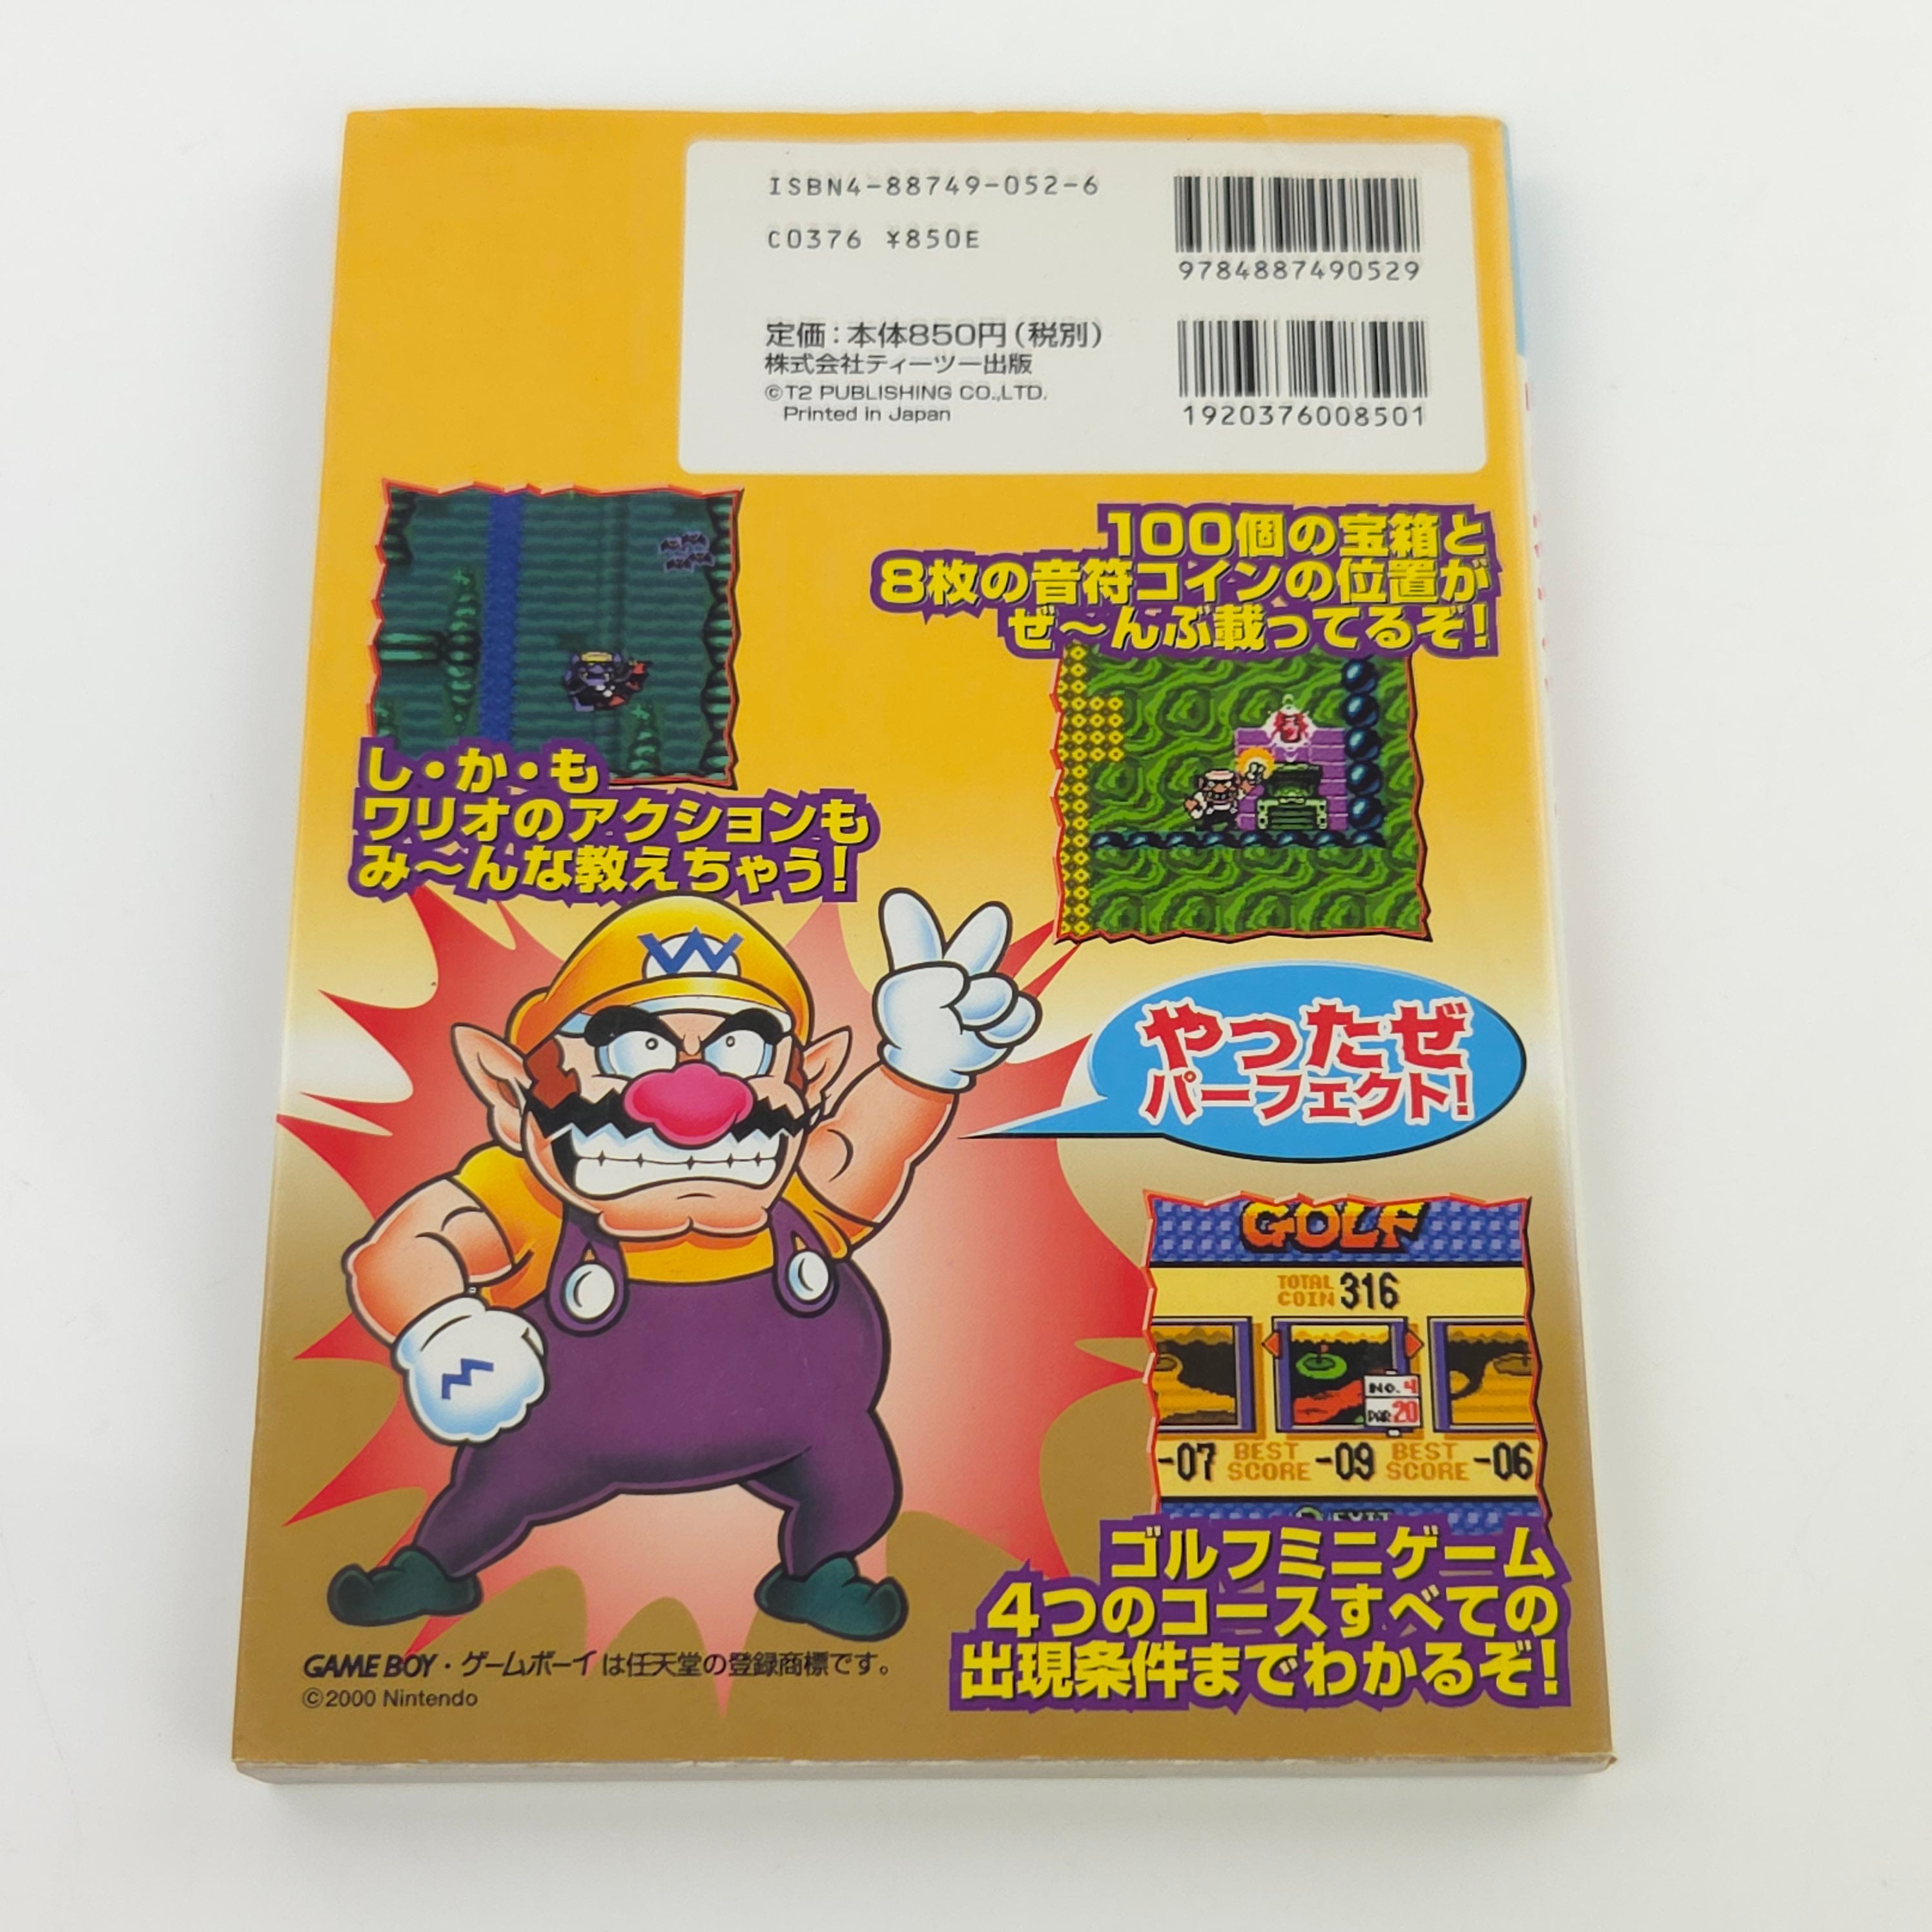 ISBN4-88749-052-6
C0376 ¥850E
9784887490529
定価：本体850円（税別）
株式会社ティーツー出版
©T2 PUBLISHING CO.,LTD.
Printed in Japan
1920376008501
100個の宝箱と
8枚の音符コインの位置が
ぜ〜んぶ載ってるぞ！
し・か・も
ワリオのアクションも
み〜んな教えちゃう！
W
やったぜ
パーフェクト！
GOLF
TOTAL
COIN 316
NO.4
PAR 20
-07 BEST SCORE -09 BEST SCORE -06
EXIT
ゴルフミニゲーム
4つのコースすべての
出現条件までわかるぞ！
GAME BOY・ゲームボーイは任天堂の登録商標です。
©2000 Nintendo